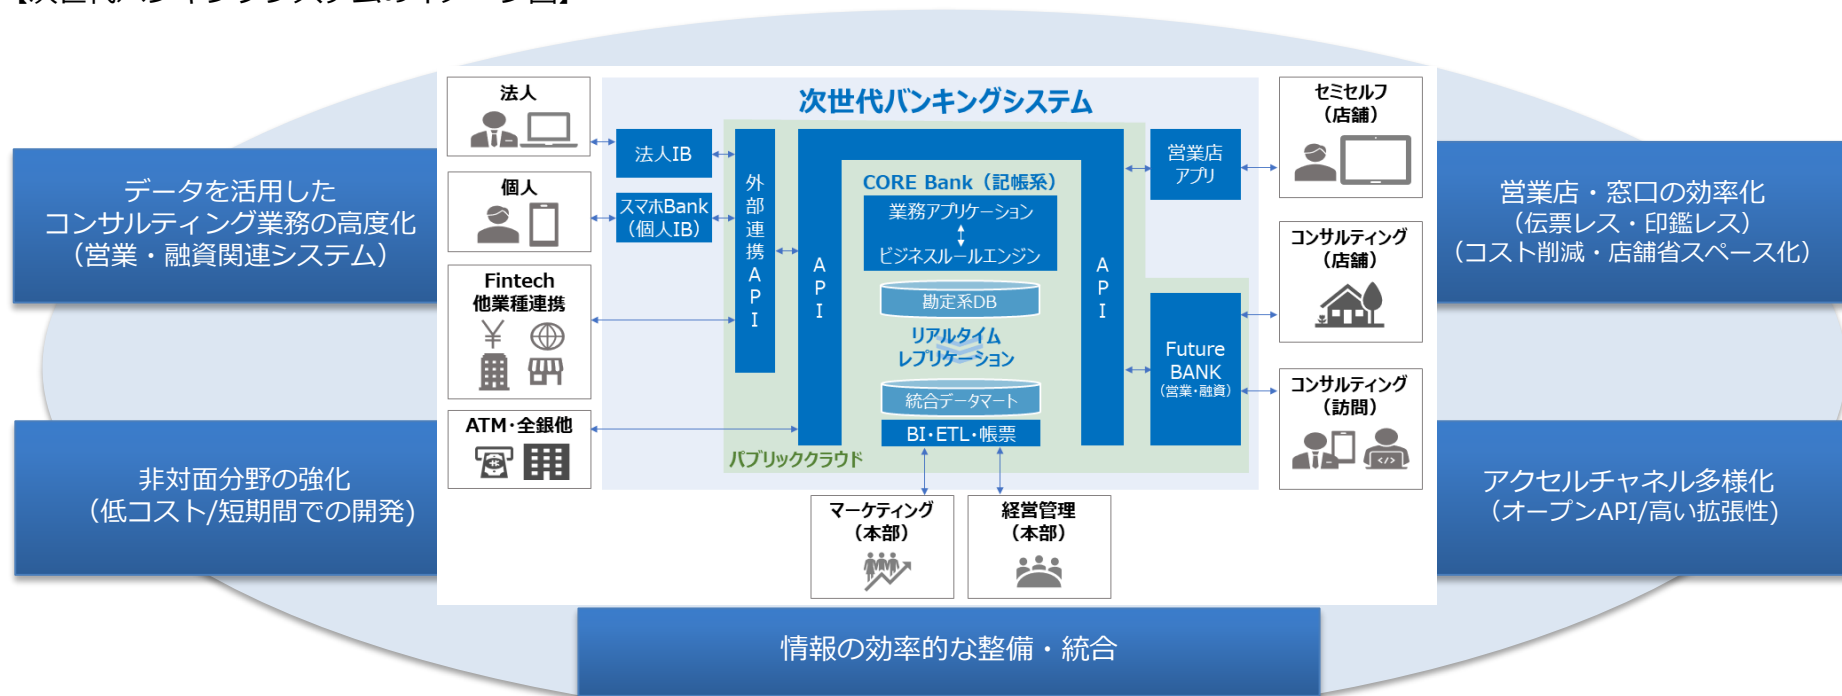 【次世代バンキングシステムのイメージ図】
次世代バンキングシステム
法人
個人
Fintech
他業種連携
ATM・全銀他
法人IB
スマホBank
（個人IB）
外部連携API
API
CORE Bank（記帳系）
業務アプリケーション
ビジネスルールエンジン
勘定系DB
リアルタイム
レプリケーション
統合データマート
BI・ETL・帳票
パブリッククラウド
API
営業店
アプリ
Future
BANK
（営業・融資）
セミセルフ
（店舗）
コンサルティング
（店舗）
コンサルティング
（訪問）
マーケティング
（本部）
経営管理
（本部）
データを活用した
コンサルティング業務の高度化
（営業・融資関連システム）
非対面分野の強化
（低コスト/短期間での開発)
営業店・窓口の効率化
（伝票レス・印鑑レス）
（コスト削減・店舗省スペース化）
アクセルチャネル多様化
（オープンAPI/高い拡張性)
情報の効率的な整備・統合